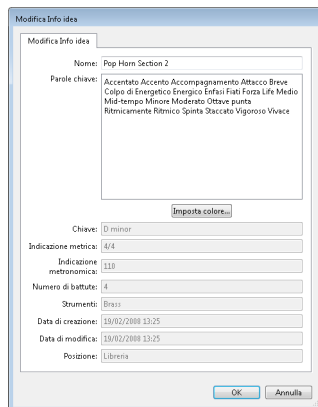 Modifica Info idea
Modifica Info idea
Nome: Pop Horn Section 2
Parole chiave: Accentato Accento Accompagnamento Attacco Breve
Colpo di Energetico Energico Enfasi Fiati Forza Life Medio
Mid-tempo Minore Moderato Ottave punta
Ritmicamente Ritmico Spinta Staccato Vigoroso Vivace
Imposta colore...
Chiave: D minor
Indicazione metrica: 4/4
Indicazione
metronomica: 110
Numero di battute: 4
Strumenti: Brass
Data di creazione: 19/02/2008 13:25
Data di modifica: 19/02/2008 13:25
Posizione: Libreria
OK Annulla